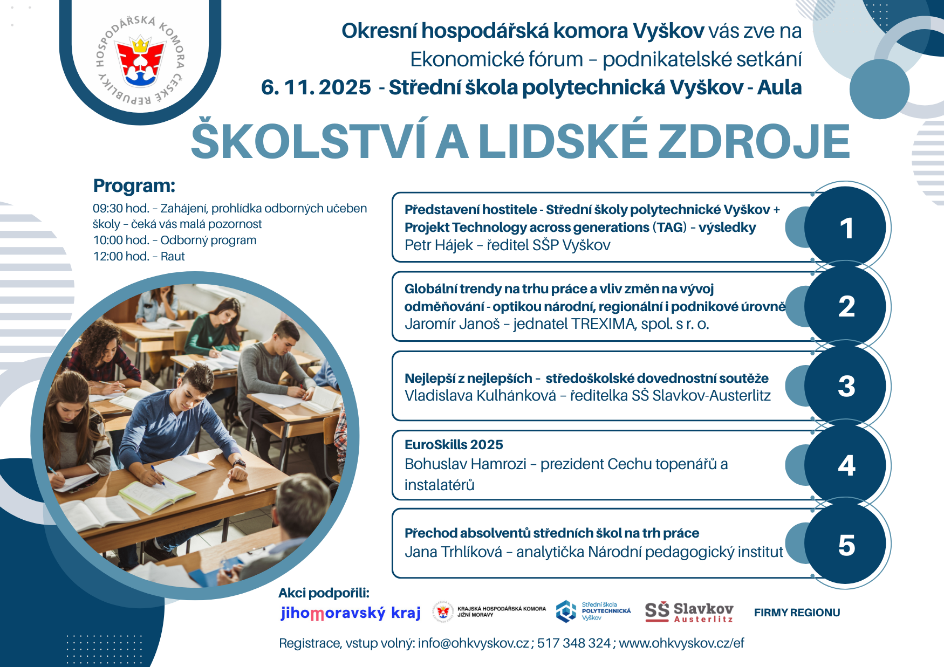 HOSPODÁŘSKÁ KOMORA ČESKÉ REPUBLIKY
Okresní hospodářská komora Vyškov vás zve na
Ekonomické fórum – podnikatelské setkání
6. 11. 2025 - Střední škola polytechnická Vyškov - Aula
ŠKOLSTVÍ A LIDSKÉ ZDROJE
Program:
09:30 hod. – Zahájení, prohlídka odborných učeben
školy – čeká vás malá pozornost
10:00 hod. – Odborný program
12:00 hod. – Raut
Představení hostitele - Střední školy polytechnické Vyškov +
Projekt Technology across generations (TAG) – výsledky
Petr Hájek – ředitel SŠP Vyškov
1
Globální trendy na trhu práce a vliv změn na vývoj
odměňování - optikou národní, regionální i podnikové úrovně
Jaromír Janoš – jednatel TREXIMA, spol. s r. o.
2
Nejlepší z nejlepších – středoškolské dovednostní soutěže
Vladislava Kulhánková – ředitelka SŠ Slavkov-Austerlitz
3
EuroSkills 2025
Bohuslav Hamrozi – prezident Cechu topenářů a
instalatérů
4
Přechod absolventů středních škol na trh práce
Jana Trhlíková – analytička Národní pedagogický institut
5
Akci podpořili:
jihomoravský kraj
KRAJSKÁ HOSPODÁŘSKÁ KOMORA
JIŽNÍ MORAVY
Střední škola
POLYTECHNICKÁ
Vyškov
SŠ Slavkov
Austerlitz
FIRMY REGIONU
Registrace, vstup volný: info@ohkvyskov.cz ; 517 348 324 ; www.ohkvyskov.cz/ef